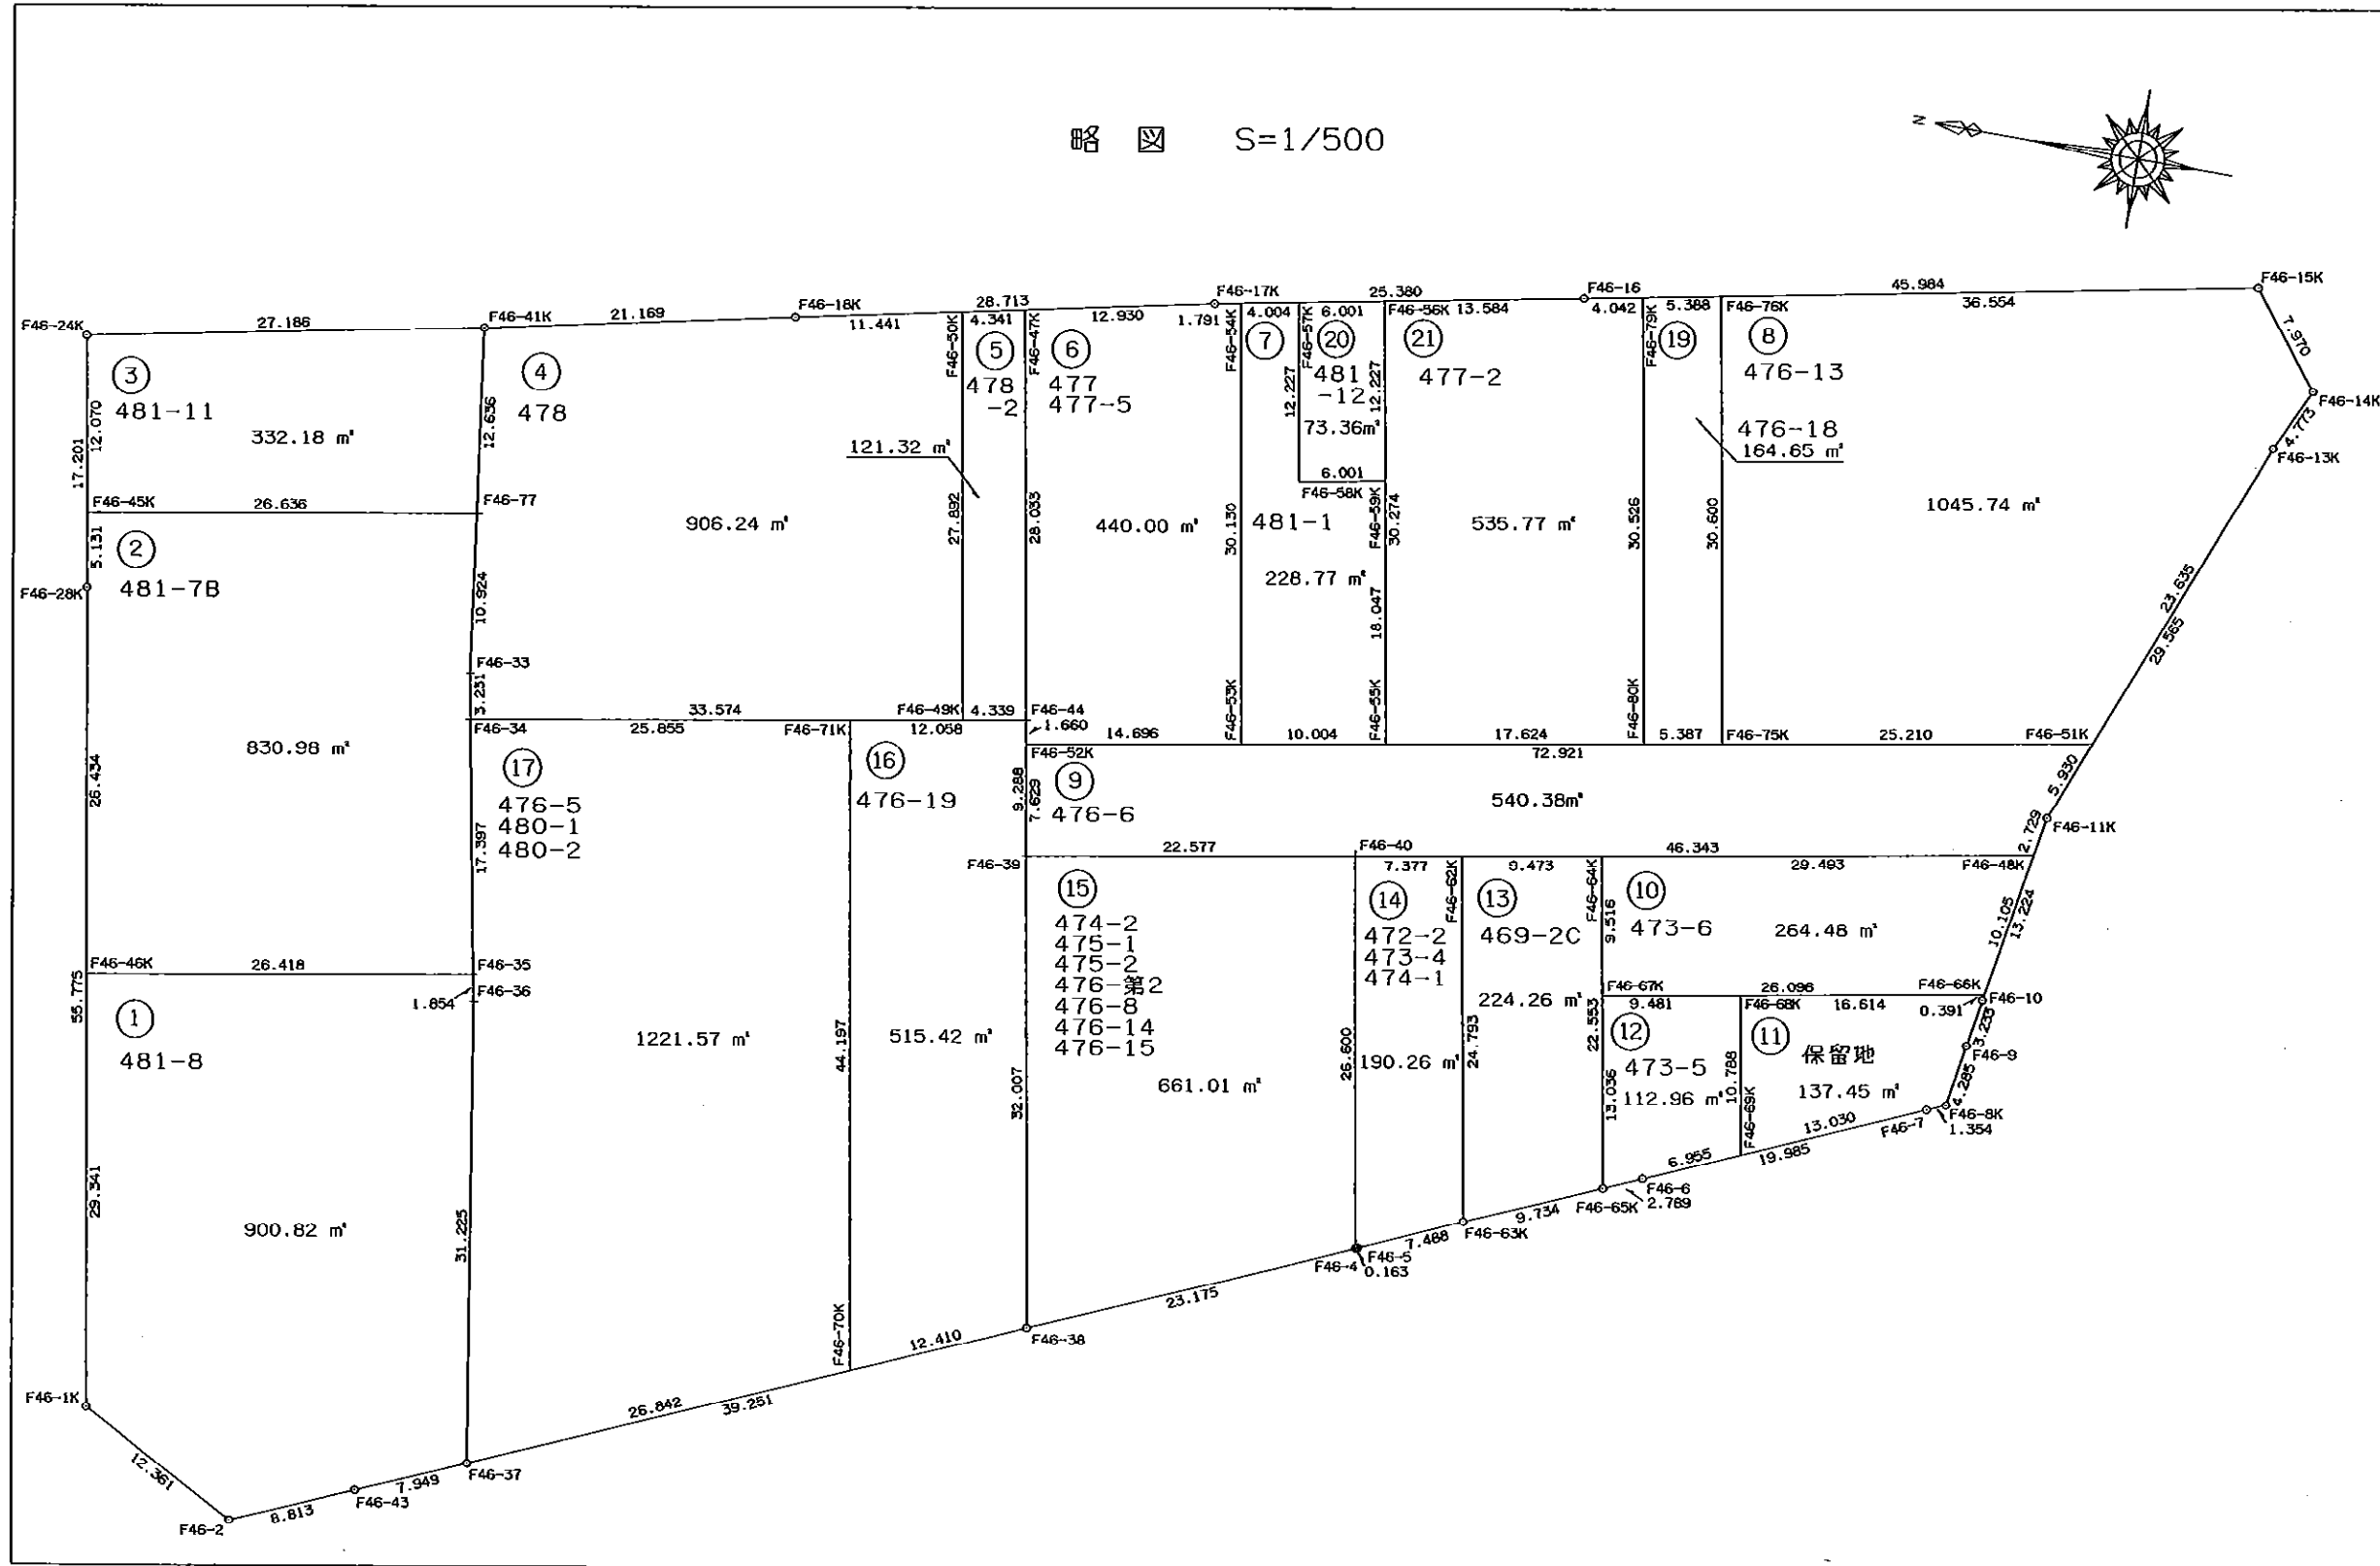 略 図 S=1/500
N
F46-24K
27.186
F46-41K
21.169
F46-18K
11.441
28.713
F46-50K
4.341
F46-47K
12.930
1.791
F46-17K
F46-54K
4.004
F46-57K
25.380
6.001
F46-56K
13.584
F46-16
4.042
F46-79K
5.388
F46-76K
45.984
36.554
F46-15K
7.970
F46-14K
4.773
F46-13K
17.201
12.070
③
481-11
332.18 ㎡
12.636
④
478
906.24 ㎡
⑤
478
-2
121.32 ㎡
27.892
⑥
477
477-5
28.033
440.00 ㎡
30.130
⑦
481-1
228.77 ㎡
12.227
⑳
481
-12
12.227
73.36㎡
6.001
F46-58K
F46-59K
30.274
18.047
㉑
477-2
535.77 ㎡
30.526
⑲
476-18
164.65 ㎡
30.600
⑧
476-13
1045.74 ㎡
23.635
29.565
F46-45K
26.636
F46-77
5.131
②
481-7B
F46-28K
10.924
F46-33
3.231
F46-34
33.574
25.855
F46-71K
F46-49K
12.058
4.339
F46-44
1.660
F46-52K
14.696
F46-53K
10.004
F46-55K
17.624
72.921
F46-80K
5.387
F46-75K
25.210
F46-51K
5.930
F46-11K
2.729
830.98 ㎡
26.434
17.397
⑰
476-5
480-1
480-2
1221.57 ㎡
⑯
476-19
515.42 ㎡
44.197
9.288
7.629
⑨
476-6
540.38㎡
F46-39
22.577
F46-40
7.377
F46-62K
9.473
F46-64K
46.343
29.493
F46-48K
10.105
13.224
F46-46K
26.418
F46-35
F46-36
1.854
55.775
①
481-8
900.82 ㎡
29.341
31.225
32.007
⑮
474-2
475-1
475-2
476-第2
476-8
476-14
476-15
661.01 ㎡
26.600
⑭
472-2
473-4
474-1
190.26 ㎡
24.793
⑬
469-2C
224.26 ㎡
9.516
22.553
⑩
473-6
264.48 ㎡
F46-67K
9.481
F46-68K
26.096
16.614
F46-66K
0.391
F46-10
3.233
F46-9
4.285
F46-8K
1.354
⑫
473-5
112.96 ㎡
13.036
10.788
F46-69K
⑪
保留地
137.45 ㎡
F46-7
13.030
19.985
6.955
F46-6
2.789
F46-65K
9.734
F46-63K
7.488
F46-5
F46-4
0.163
23.175
F46-38
12.410
F46-70K
26.842
39.251
F46-37
7.949
F46-43
8.813
F46-2
12.361
F46-1K